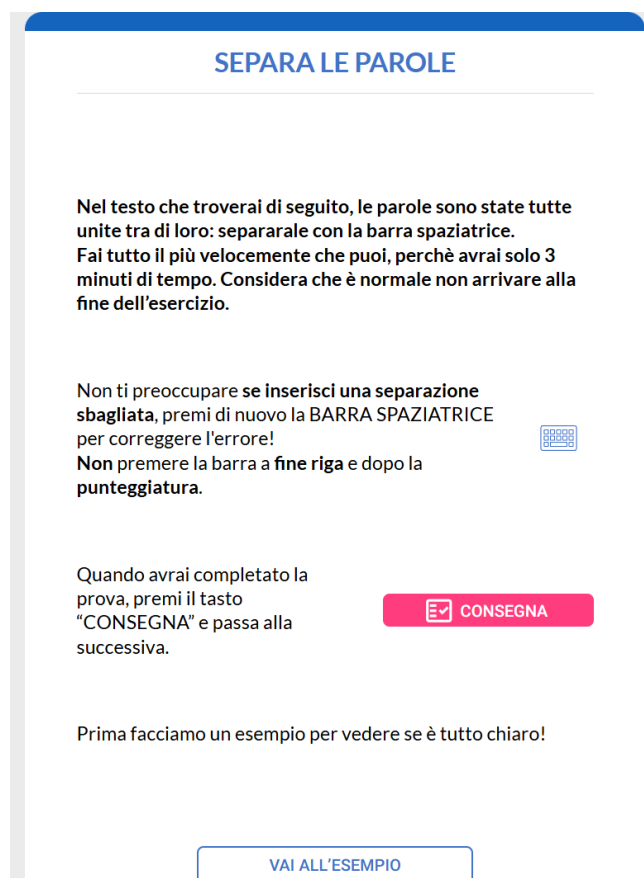 SEPARA LE PAROLE
Nel testo che troverai di seguito, le parole sono state tutte
unite tra di loro: separarale con la barra spaziatrice.
Fai tutto il più velocemente che puoi, perchè avrai solo 3
minuti di tempo. Considera che è normale non arrivare alla
fine dell’esercizio.
Non ti preoccupare se inserisci una separazione
sbagliata, premi di nuovo la BARRA SPAZIATRICE
per correggere l'errore!
Non premere la barra a fine riga e dopo la
punteggiatura.
Quando avrai completato la
prova, premi il tasto
“CONSEGNA” e passa alla
successiva.
CONSEGNA
Prima facciamo un esempio per vedere se è tutto chiaro!
VAI ALL’ESEMPIO